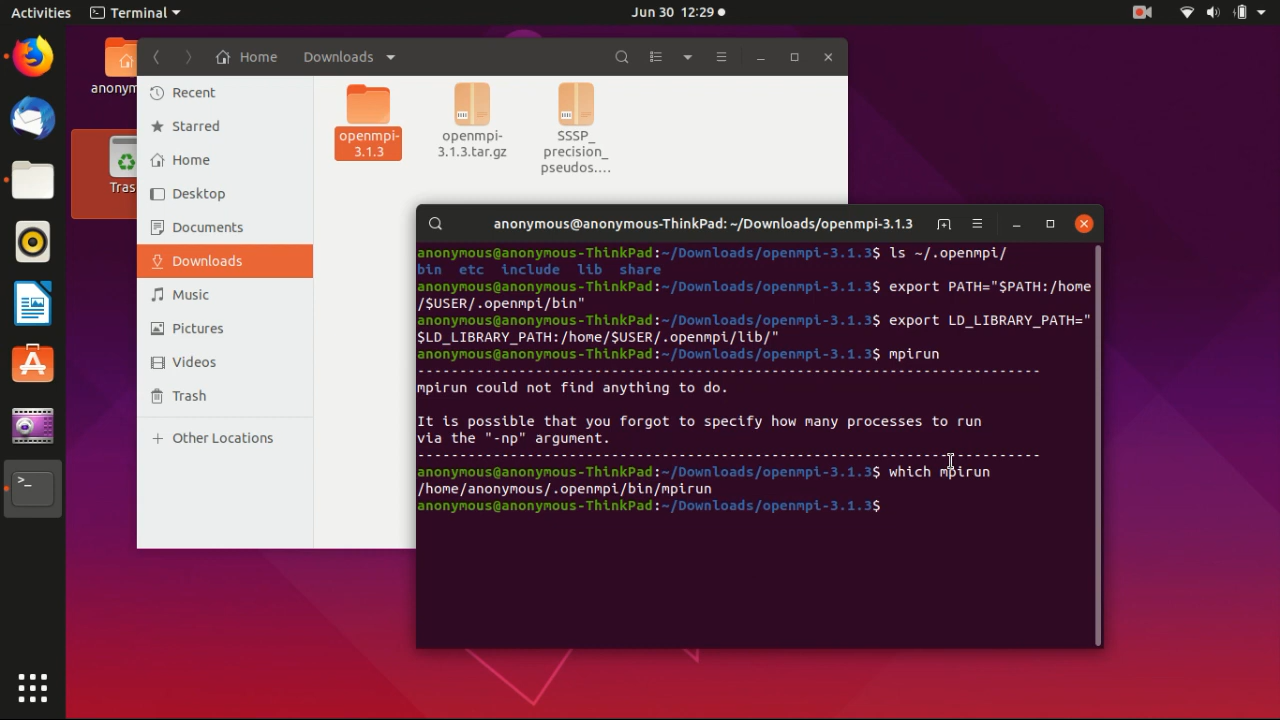 Activities
Terminal
Jun 30 12:29
anonym
Tras
Home
Downloads
Recent
Starred
Home
Desktop
Documents
Downloads
Music
Pictures
Videos
Trash
Other Locations
openmpi-
3.1.3
openmpi-
3.1.3.tar.gz
SSSP_
precision_
pseudos....
anonymous@anonymous-ThinkPad: ~/Downloads/openmpi-3.1.3
anonymous@anonymous-ThinkPad:~/Downloads/openmpi-3.1.3$ ls ~/.openmpi/
bin  etc  include  lib  share
anonymous@anonymous-ThinkPad:~/Downloads/openmpi-3.1.3$ export PATH="$PATH:/home
/$USER/.openmpi/bin"
anonymous@anonymous-ThinkPad:~/Downloads/openmpi-3.1.3$ export LD_LIBRARY_PATH="
$LD_LIBRARY_PATH:/home/$USER/.openmpi/lib/"
anonymous@anonymous-ThinkPad:~/Downloads/openmpi-3.1.3$ mpirun
--------------------------------------------------------------------------
mpirun could not find anything to do.
It is possible that you forgot to specify how many processes to run
via the "-np" argument.
--------------------------------------------------------------------------
anonymous@anonymous-ThinkPad:~/Downloads/openmpi-3.1.3$ which mpirun
/home/anonymous/.openmpi/bin/mpirun
anonymous@anonymous-ThinkPad:~/Downloads/openmpi-3.1.3$